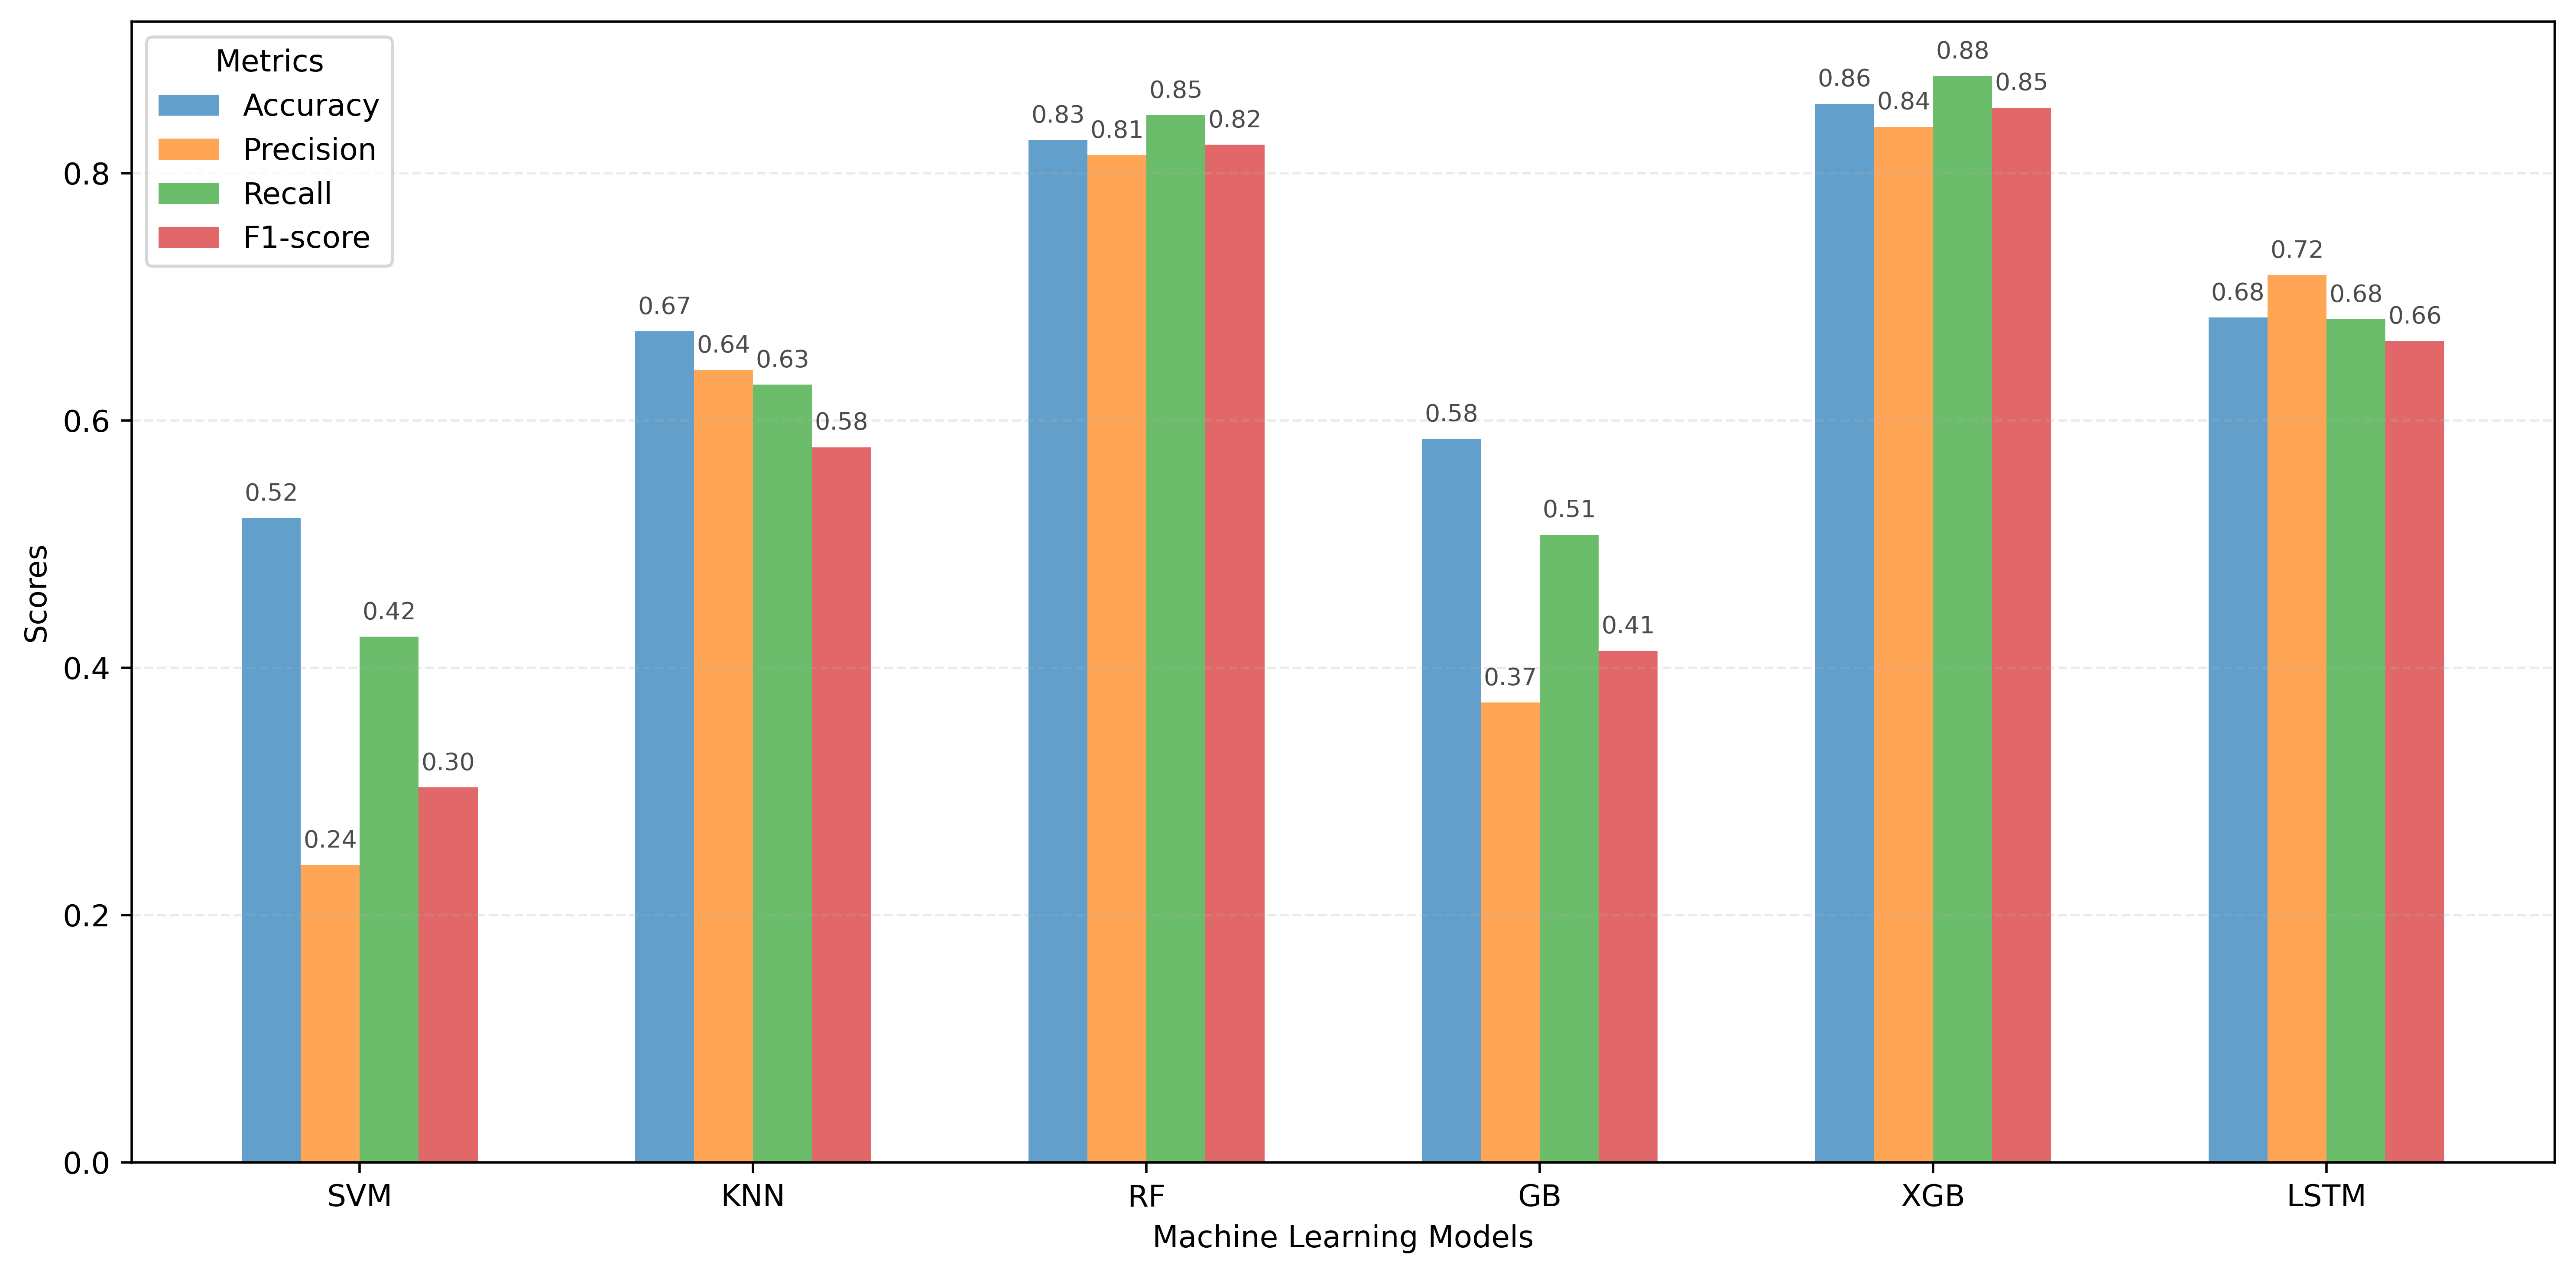 Metrics
Accuracy
Precision
Recall
F1-score
0.8
0.6
0.4
0.2
0.0
Scores
0.52
0.24
0.42
0.30
0.67
0.64
0.63
0.58
0.83
0.81
0.85
0.82
0.58
0.37
0.51
0.41
0.86
0.84
0.88
0.85
0.68
0.72
0.68
0.66
SVM
KNN
RF
GB
XGB
LSTM
Machine Learning Models